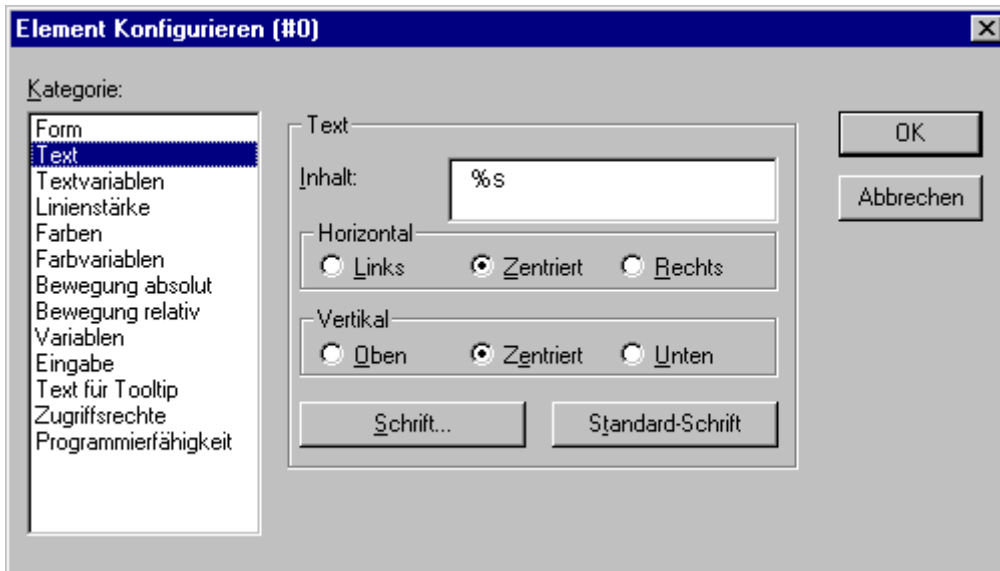 Element Konfigurieren (#0)
Kategorie:
Form
Text
Textvariablen
Linienstärke
Farben
Farbvariablen
Bewegung absolut
Bewegung relativ
Variablen
Eingabe
Text für Tooltip
Zugriffsrechte
Programmierfähigkeit
Text
Inhalt: %s
Horizontal
Links Zentriert Rechts
Vertikal
Oben Zentriert Unten
Schrift... Standard-Schrift
OK
Abbrechen